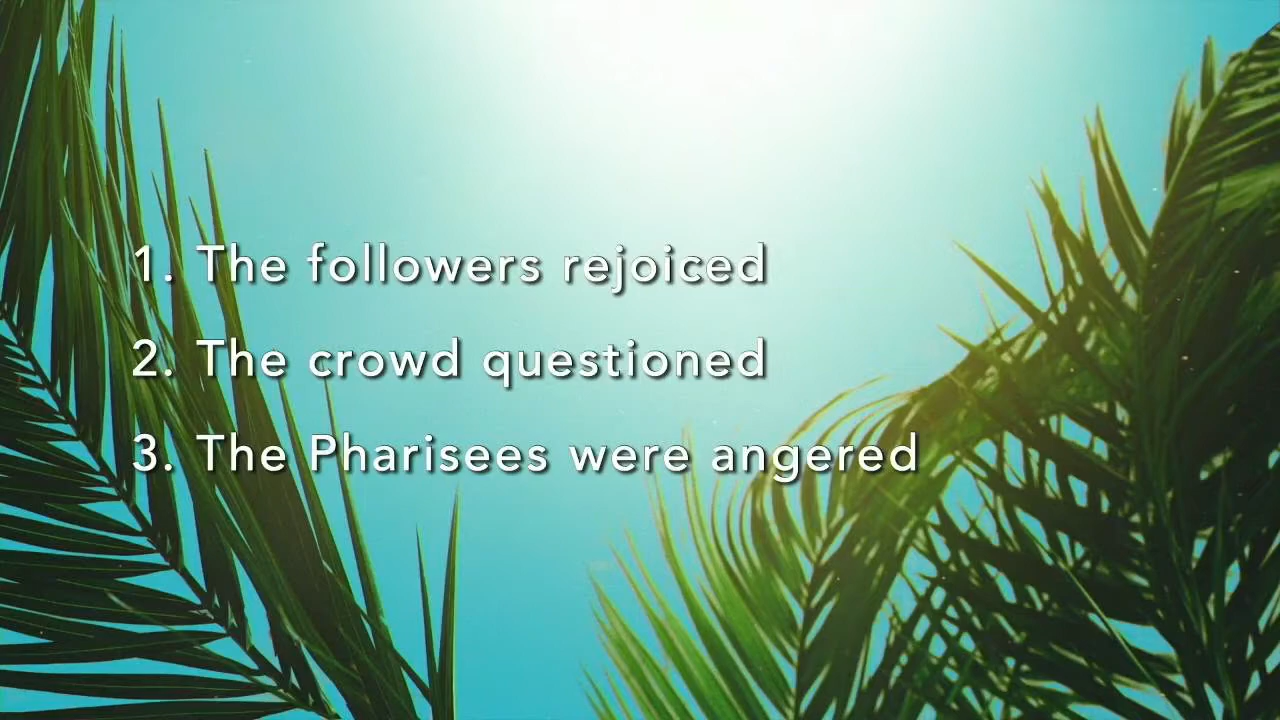 1. The followers rejoiced
2. The crowd questioned
3. The Pharisees were angered